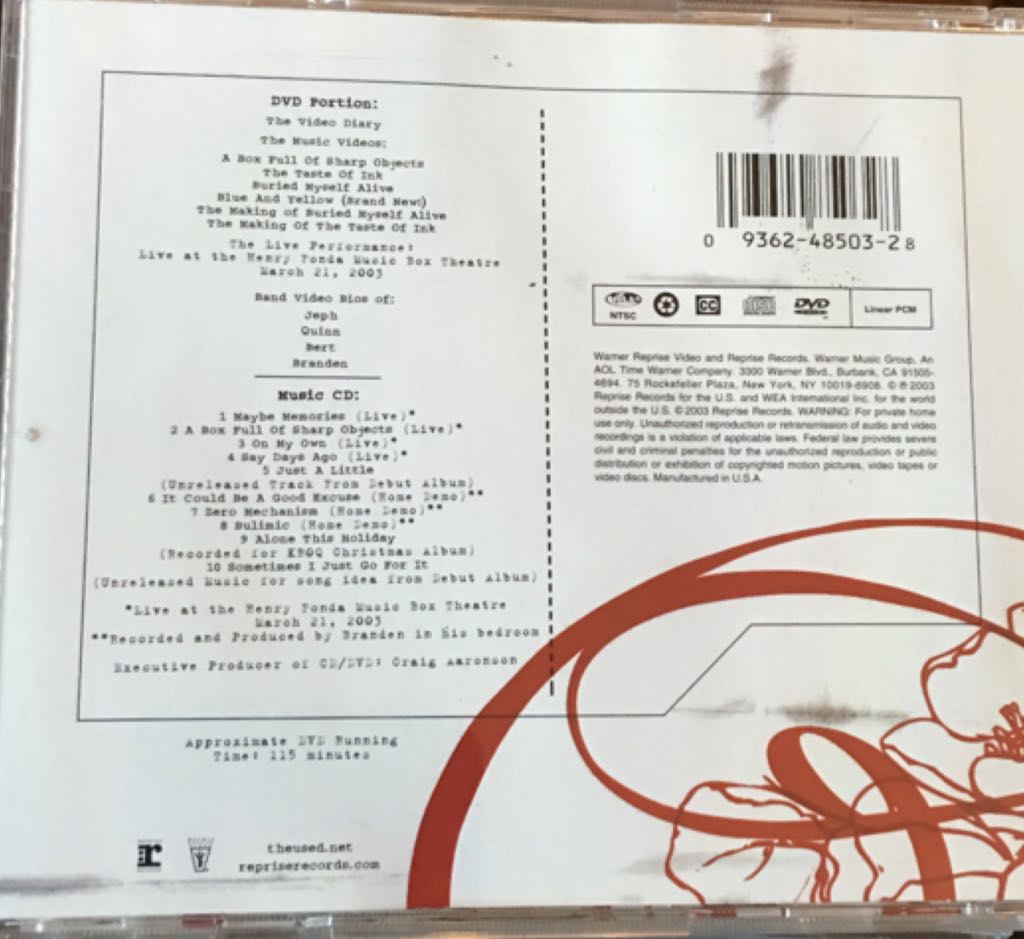 DVD Portion:
The Video Diary
The Music Videos:
A Box Full Of Sharp Objects
The Taste Of Ink
Buried Myself Alive
Blue And Yellow (Brand New!)
The Making of Buried Myself Alive
The Making Of The Taste Of Ink
The Live Performance:
Live at the Henry Fonda Music Box Theatre
March 21, 2003
Band Video Bios of:
Jeph
Quinn
Bert
Branden
Music CD:
1 Maybe Memories (Live)*
2 A Box Full Of Sharp Objects (Live)*
3 On My Own (Live)*
4 Say Days Ago (Live)*
5 Just A Little
(Unreleased Track From Debut Album)
6 It Could Be A Good Excuse (Home Demo)**
7 Zero Mechanism (Home Demo)**
8 Bulimic (Home Demo)**
9 Alone This Holiday
(Recorded for KROQ Christmas Album)
10 Sometimes I Just Go For It
(Unreleased Music for song idea from Debut Album)
*Live at the Henry Fonda Music Box Theatre
March 21, 2003
**Recorded and Produced by Branden in his bedroom
Executive Producer of CD/DVD: Craig Aaronson
Approximate DVD Running
Time: 115 minutes
r
theused.net
repriserecords.com
0 9362-48503-2 8
NTSC
CC
disc
DVD
Linear PCM
Warner Reprise Video and Reprise Records. Warner Music Group, An
AOL Time Warner Company. 3300 Warner Blvd., Burbank, CA 91505-
4694. 75 Rockefeller Plaza, New York, NY 10019-6908. © ℗ 2003
Reprise Records for the U.S. and WEA International Inc. for the world
outside the U.S. © 2003 Reprise Records. WARNING: For private home
use only. Unauthorized reproduction or retransmission of audio and video
recordings is a violation of applicable laws. Federal law provides severe
civil and criminal penalties for the unauthorized reproduction or public
distribution or exhibition of copyrighted motion pictures, video tapes or
video discs. Manufactured in U.S.A.